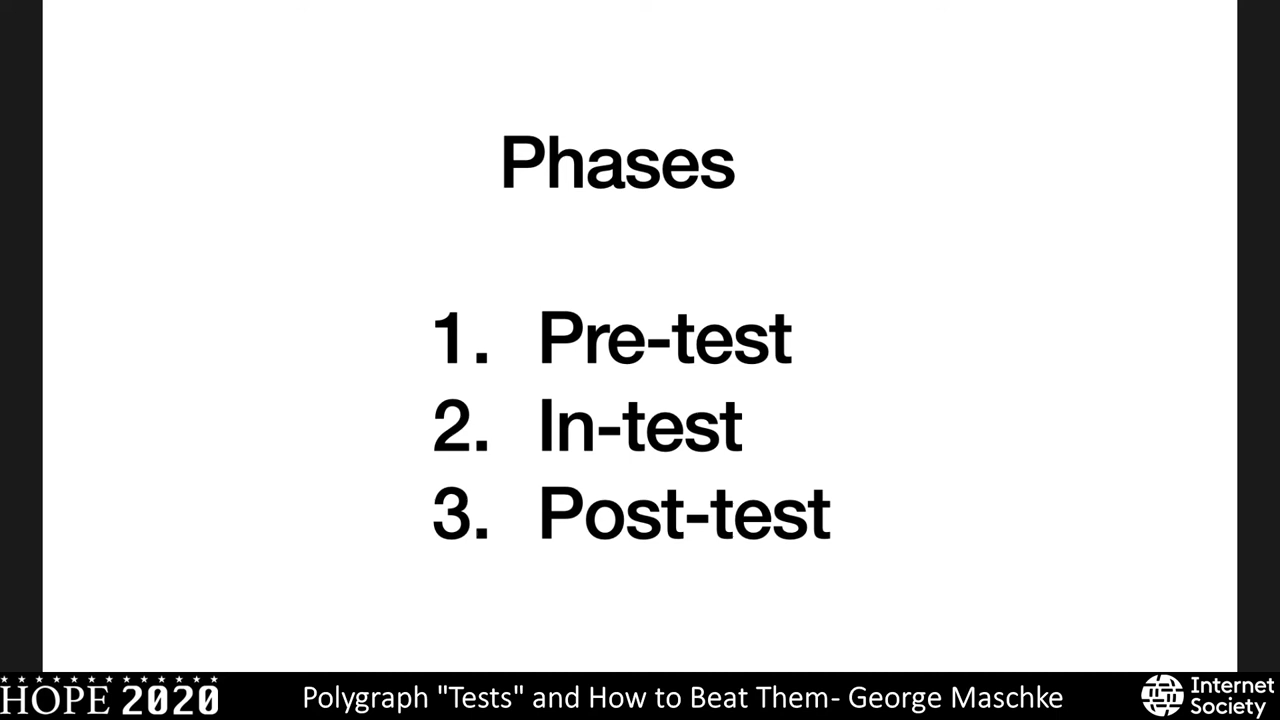 Phases
1. Pre-test
2. In-test
3. Post-test
HOPE 2020
Polygraph "Tests" and How to Beat Them- George Maschke
Internet
Society